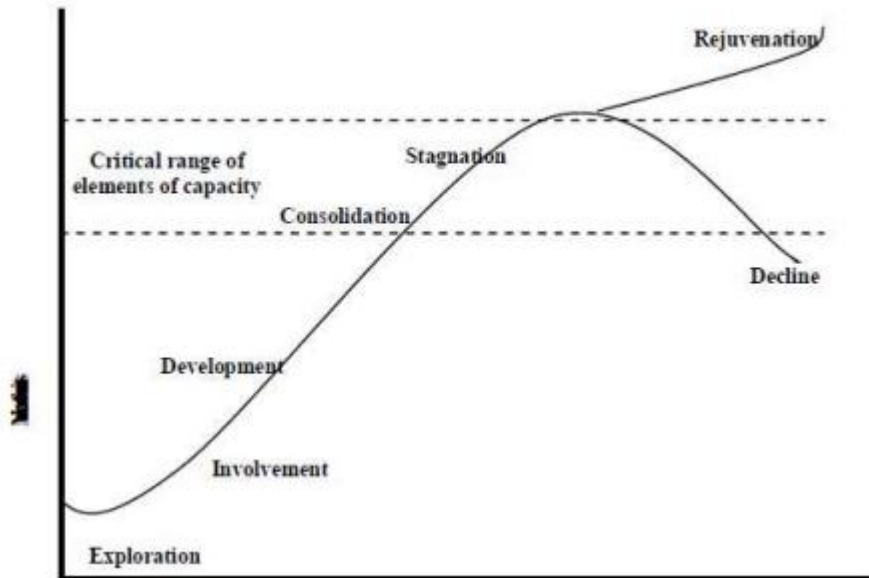 Rejuvenation
Critical range of
elements of capacity
Stagnation
Consolidation
Decline
Development
Involvement
Exploration